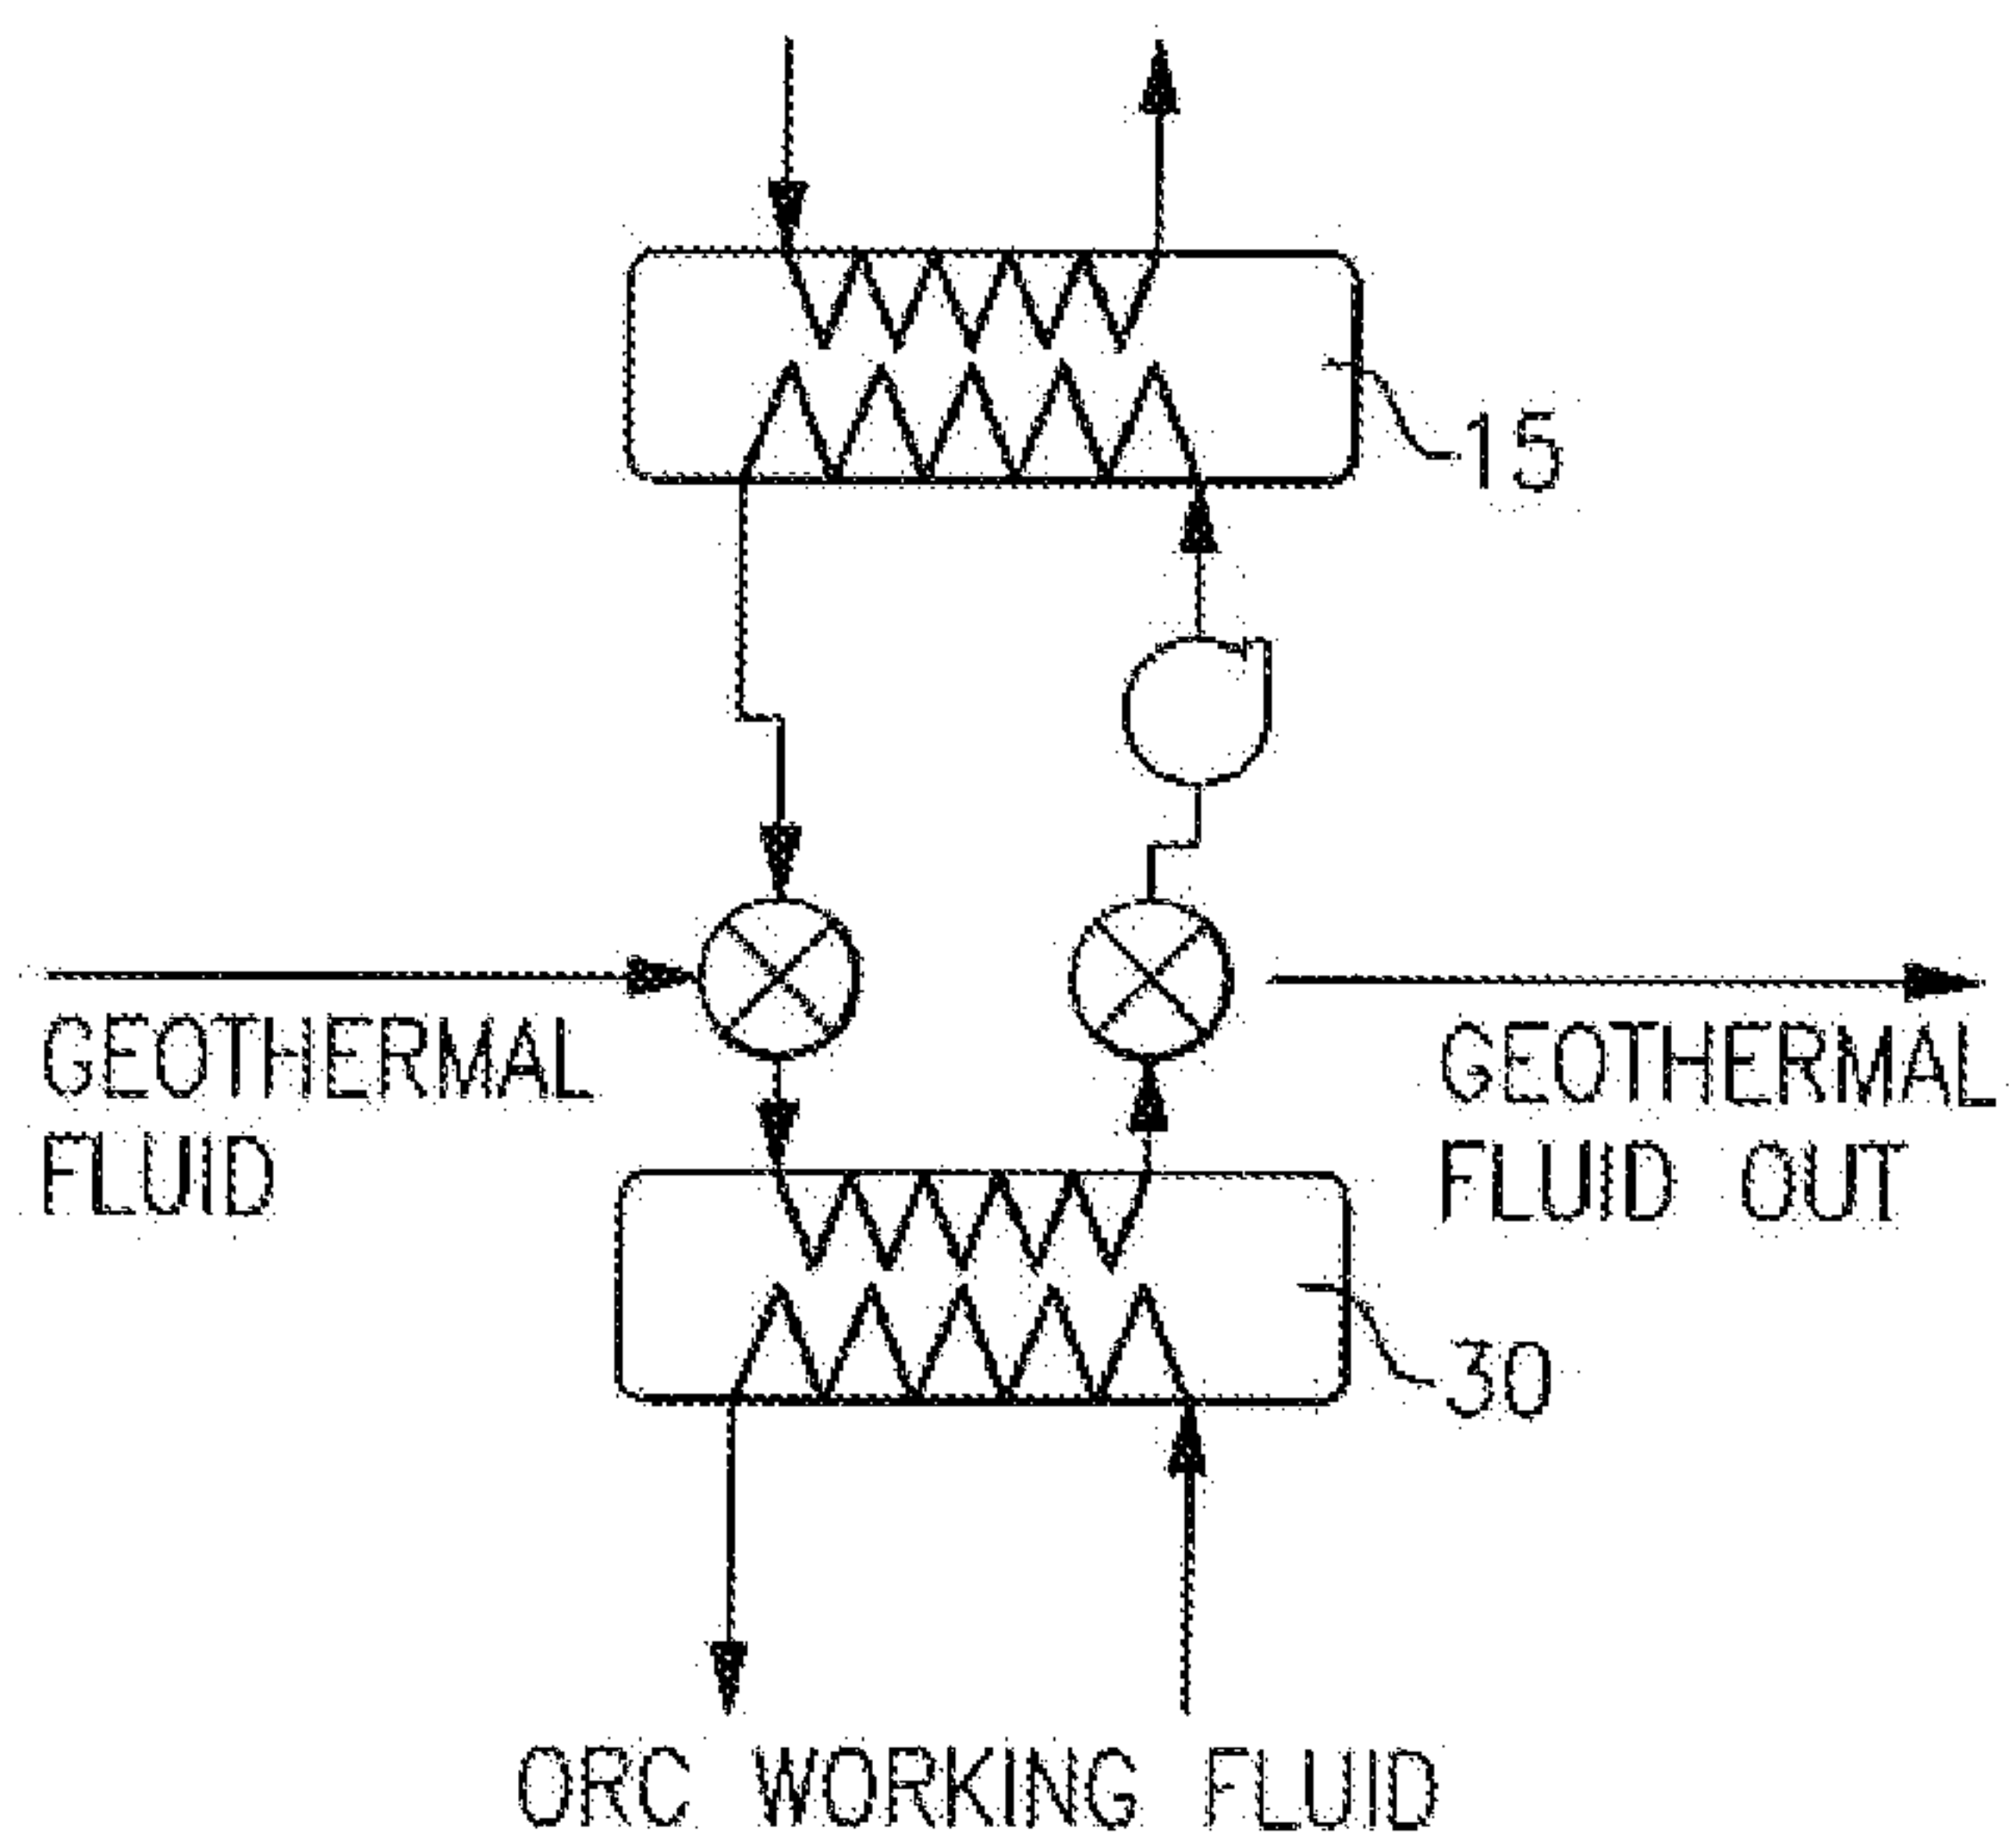 15
GEOTHERMAL
FLUID
GEOTHERMAL
FLUID OUT
30
ORC WORKING FLUID